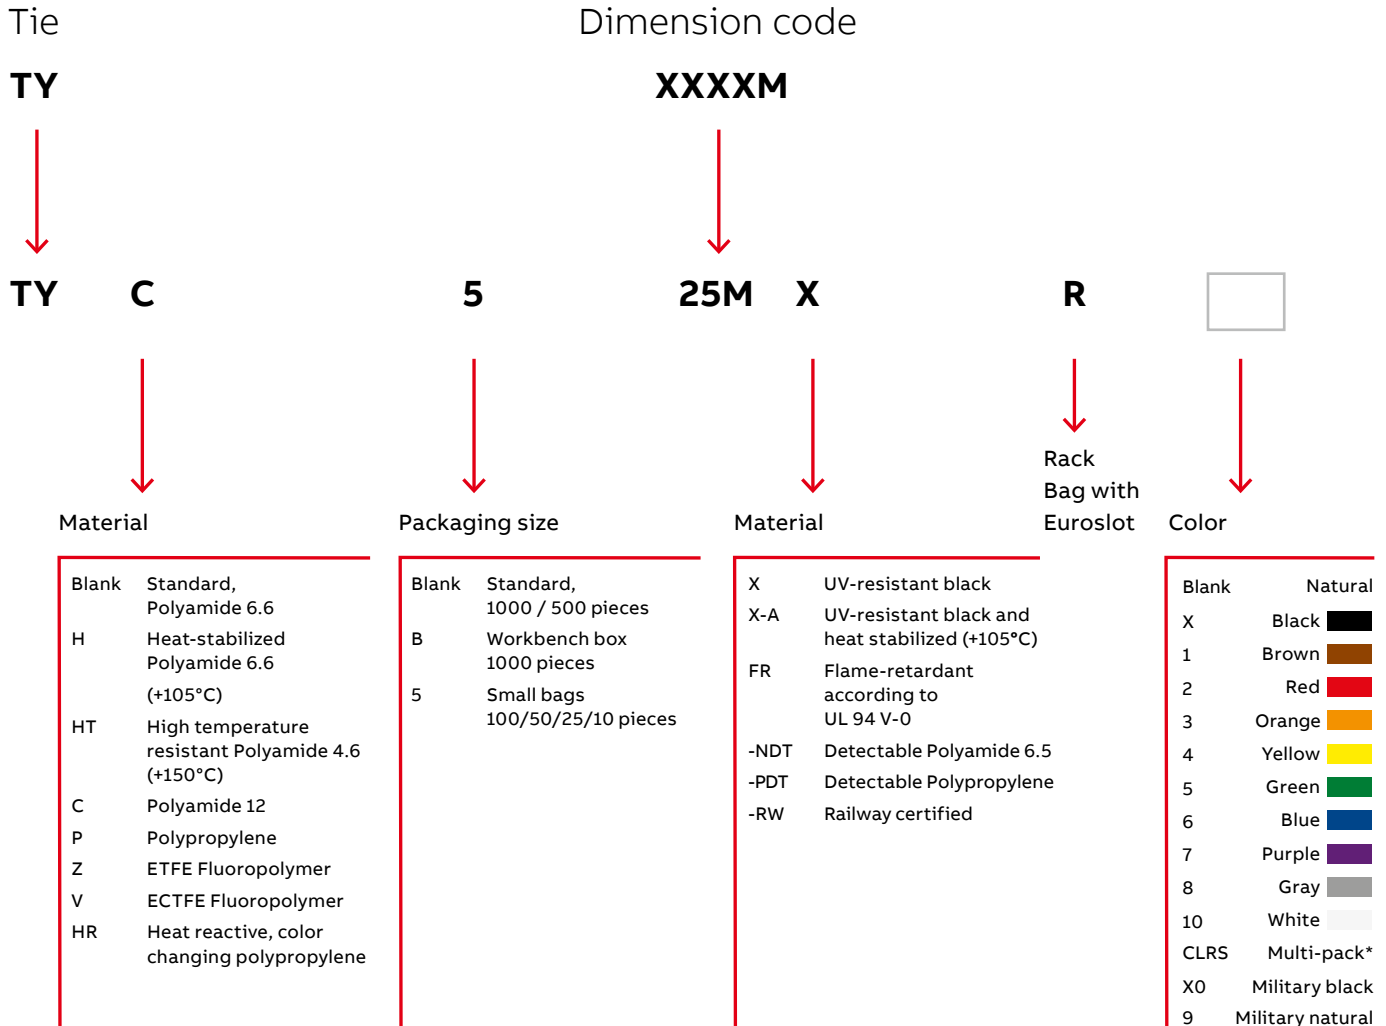 Tie
Dimension code
TY
XXXXM
TY C 5 25M X R
Rack
Bag with
Euroslot
Material
Blank Standard,
Polyamide 6.6
H Heat-stabilized
Polyamide 6.6
(+105°C)
HT High temperature
resistant Polyamide 4.6
(+150°C)
C Polyamide 12
P Polypropylene
Z ETFE Fluoropolymer
V ECTFE Fluoropolymer
HR Heat reactive, color
changing polypropylene
Packaging size
Blank Standard,
1000 / 500 pieces
B Workbench box
1000 pieces
5 Small bags
100/50/25/10 pieces
Material
X UV-resistant black
X-A UV-resistant black and
heat stabilized (+105°C)
FR Flame-retardant
according to
UL 94 V-0
-NDT Detectable Polyamide 6.5
-PDT Detectable Polypropylene
-RW Railway certified
Color
Blank Natural
X Black
1 Brown
2 Red
3 Orange
4 Yellow
5 Green
6 Blue
7 Purple
8 Gray
10 White
CLRS Multi-pack*
X0 Military black
9 Military natural